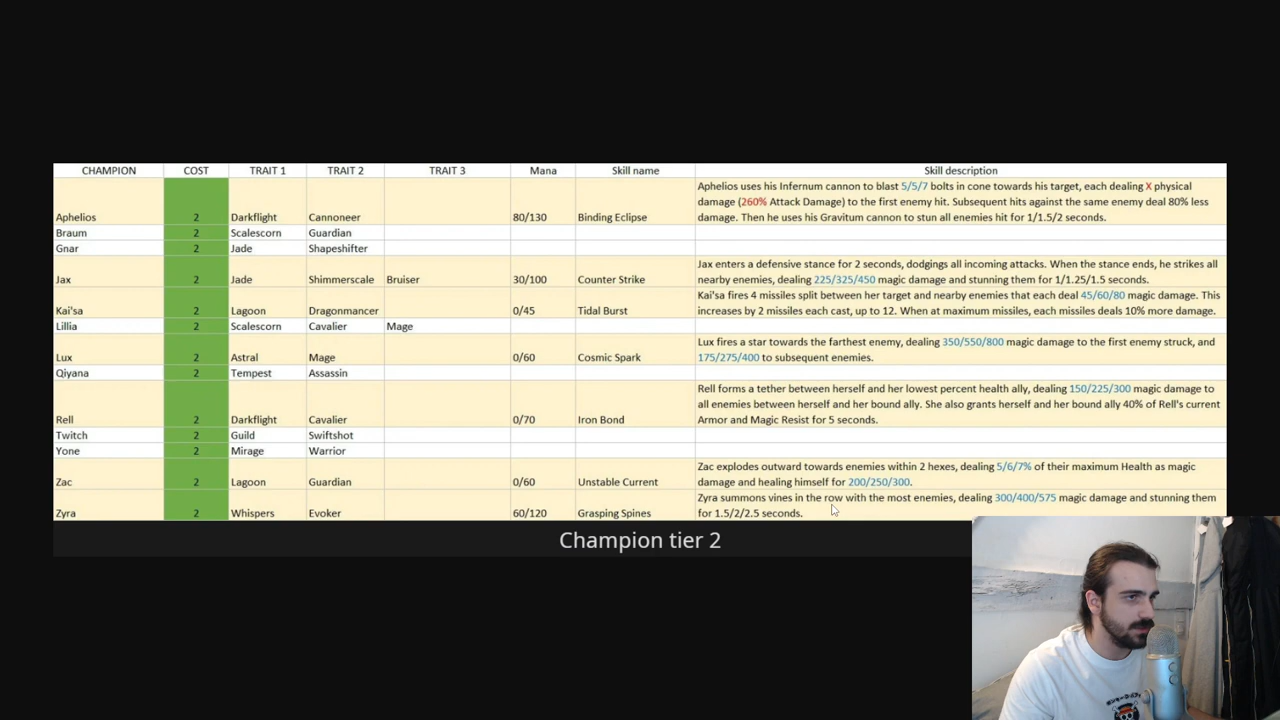 CHAMPION COST TRAIT 1 TRAIT 2 TRAIT 3 Mana Skill name Skill description
Aphelios uses his Infernum cannon to blast 5/5/7 bolts in cone towards his target, each dealing X physical
damage (260% Attack Damage) to the first enemy hit. Subsequent hits against the same enemy deal 80% less
Aphelios 2 Darkflight Cannoneer 80/130 Binding Eclipse damage. Then he uses his Gravitum cannon to stun all enemies hit for 1/1.5/2 seconds.
Braum 2 Scalescorn Guardian
Gnar 2 Jade Shapeshifter
Jax enters a defensive stance for 2 seconds, dodgings all incoming attacks. When the stance ends, he strikes all
Jax 2 Jade Shimmerscale Bruiser 30/100 Counter Strike nearby enemies, dealing 225/325/450 magic damage and stunning them for 1/1.25/1.5 seconds.
Kai'sa fires 4 missiles split between her target and nearby enemies that each deal 45/60/80 magic damage. This
Kai'sa 2 Lagoon Dragonmancer 0/45 Tidal Burst increases by 2 missiles each cast, up to 12. When at maximum missiles, each missiles deals 10% more damage.
Lillia 2 Scalescorn Cavalier Mage
Lux fires a star towards the farthest enemy, dealing 350/550/800 magic damage to the first enemy struck, and
Lux 2 Astral Mage 0/60 Cosmic Spark 175/275/400 to subsequent enemies.
Qiyana 2 Tempest Assassin
Rell forms a tether between herself and her lowest percent health ally, dealing 150/225/300 magic damage to
all enemies between herself and her bound ally. She also grants herself and her bound ally 40% of Rell's current
Rell 2 Darkflight Cavalier 0/70 Iron Bond Armor and Magic Resist for 5 seconds.
Twitch 2 Guild Swiftshot
Yone 2 Mirage Warrior
Zac explodes outward towards enemies within 2 hexes, dealing 5/6/7% of their maximum Health as magic
Zac 2 Lagoon Guardian 0/60 Unstable Current damage and healing himself for 200/250/300.
Zyra summons vines in the row with the most enemies, dealing 300/400/575 magic damage and stunning them
Zyra 2 Whispers Evoker 60/120 Grasping Spines for 1.5/2/2.5 seconds.
Champion tier 2